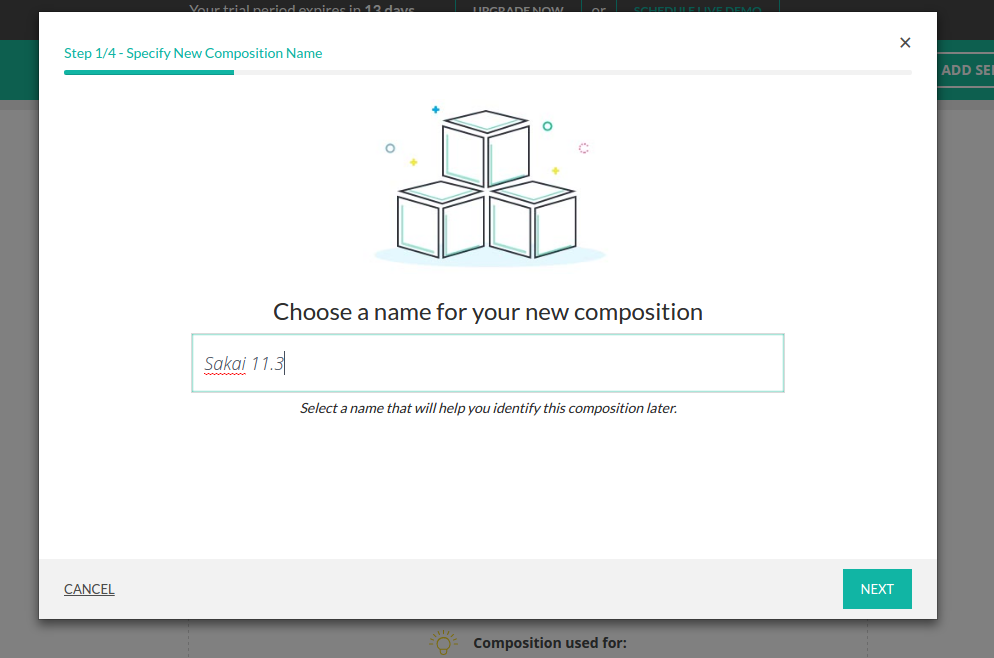 Your trial period expires in 13 days
UPGRADE NOW
or
SCHEDULE LIVE DEMO
Step 1/4 - Specify New Composition Name
ADD SE
Choose a name for your new composition
Sakai 11.3
Select a name that will help you identify this composition later.
CANCEL
NEXT
Composition used for: